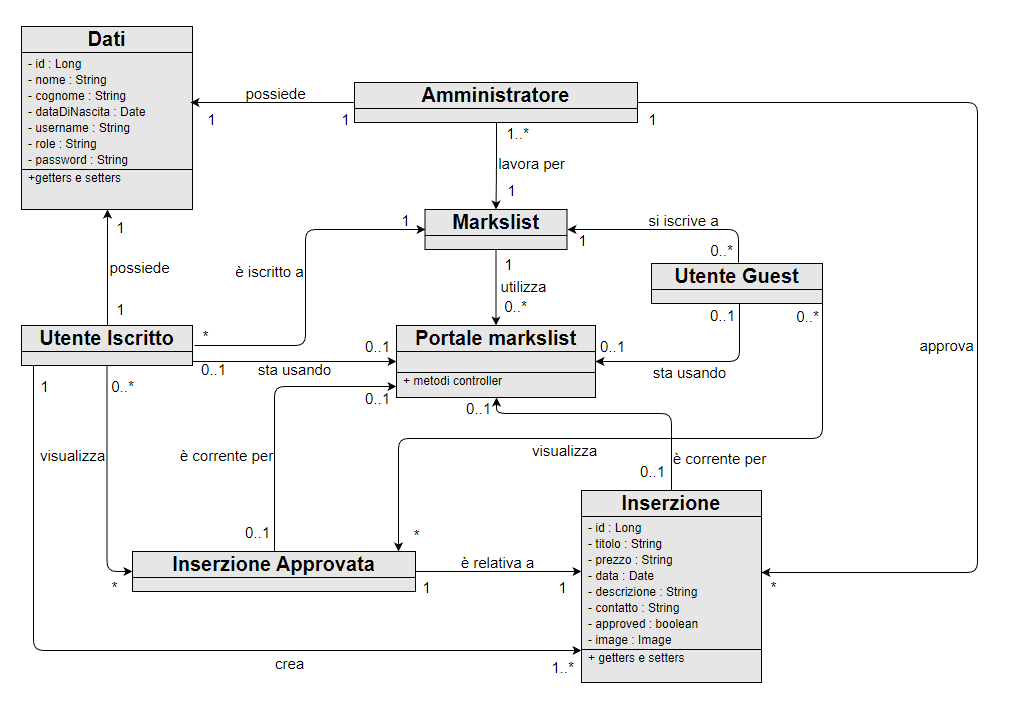 Dati
- id : Long
- nome : String
- cognome : String
- dataDiNascita : Date
- username : String
- role : String
- password : String
+getters e setters
possiede
1
1
Amministratore
1
1..*
lavora per
1
1
Markslist
1
si iscrive a
0..*
è iscritto a
1
possiede
1
1
utilizza
0..*
Utente Guest
0..1
0..*
Utente Iscritto
*
0..1
sta usando
0..1
Portale markslist
+ metodi controller
0..1
sta usando
approva
1
0..*
0..1
0..1
visualizza
è corrente per
visualizza
è corrente per
0..1
0..1
*
Inserzione Approvata
*
1
è relativa a
1
Inserzione
- id : Long
- titolo : String
- prezzo : String
- data : Date
- descrizione : String
- contatto : String
- approved : boolean
- image : Image
+ getters e setters
*
crea
1..*